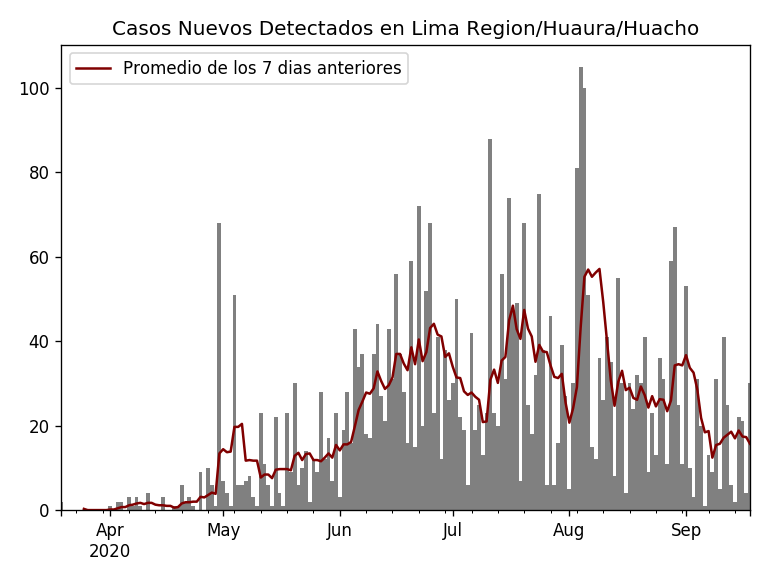 Casos Nuevos Detectados en Lima Region/Huaura/Huacho
Promedio de los 7 dias anteriores
100
80
60
40
20
0
Apr May Jun Jul Aug Sep
2020